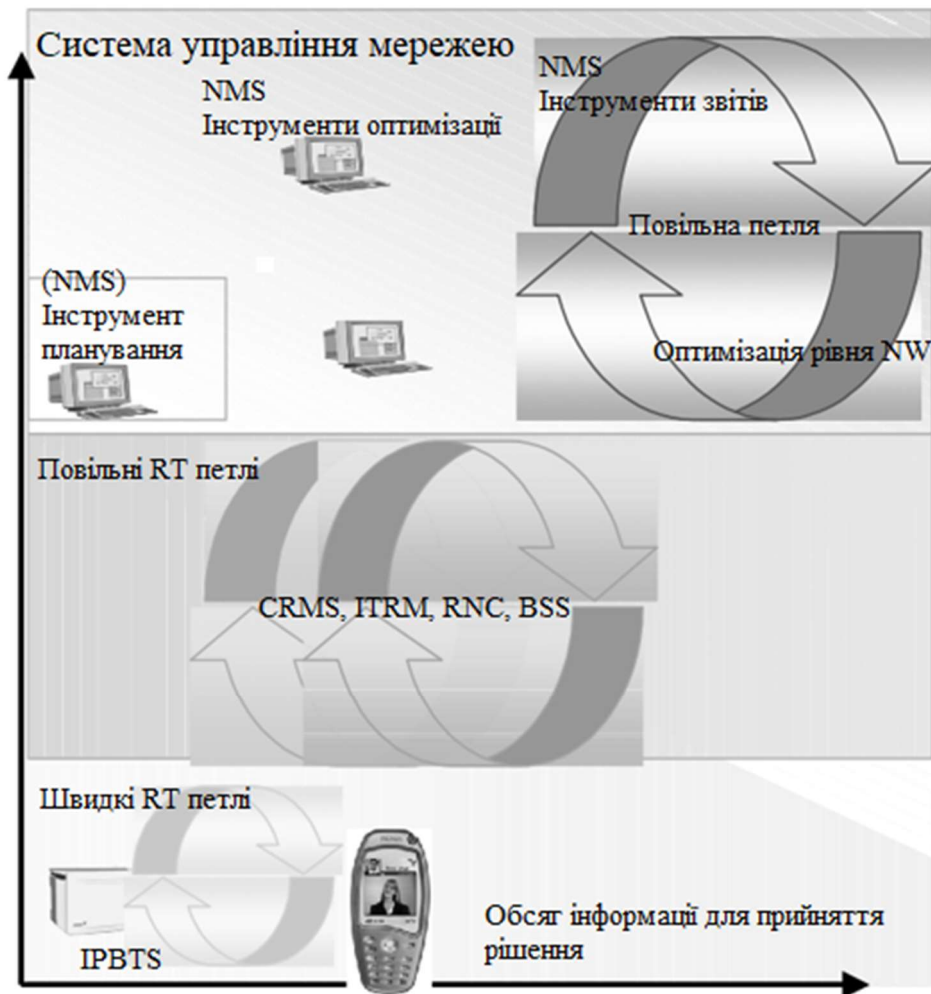 Система управління мережею
NMS
Інструменти оптимізації
NMS
Інструменти звітів
Повільна петля
(NMS)
Інструмент
планування
Оптимізація рівня NW
Повільні RT петлі
CRMS, ITRM, RNC, BSS
Швидкі RT петлі
IPBTS
Обсяг інформації для прийняття
рішення